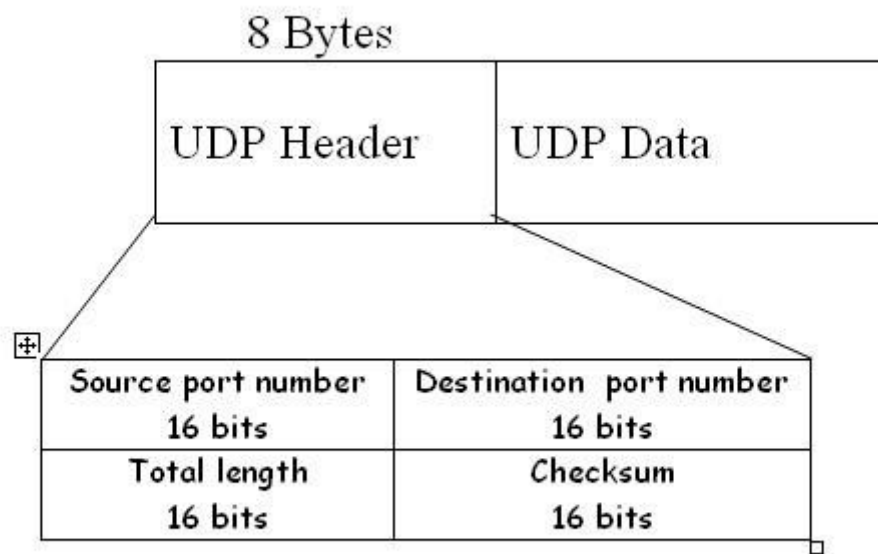 8 Bytes
UDP Header
UDP Data
Source port number
16 bits
Destination port number
16 bits
Total length
16 bits
Checksum
16 bits